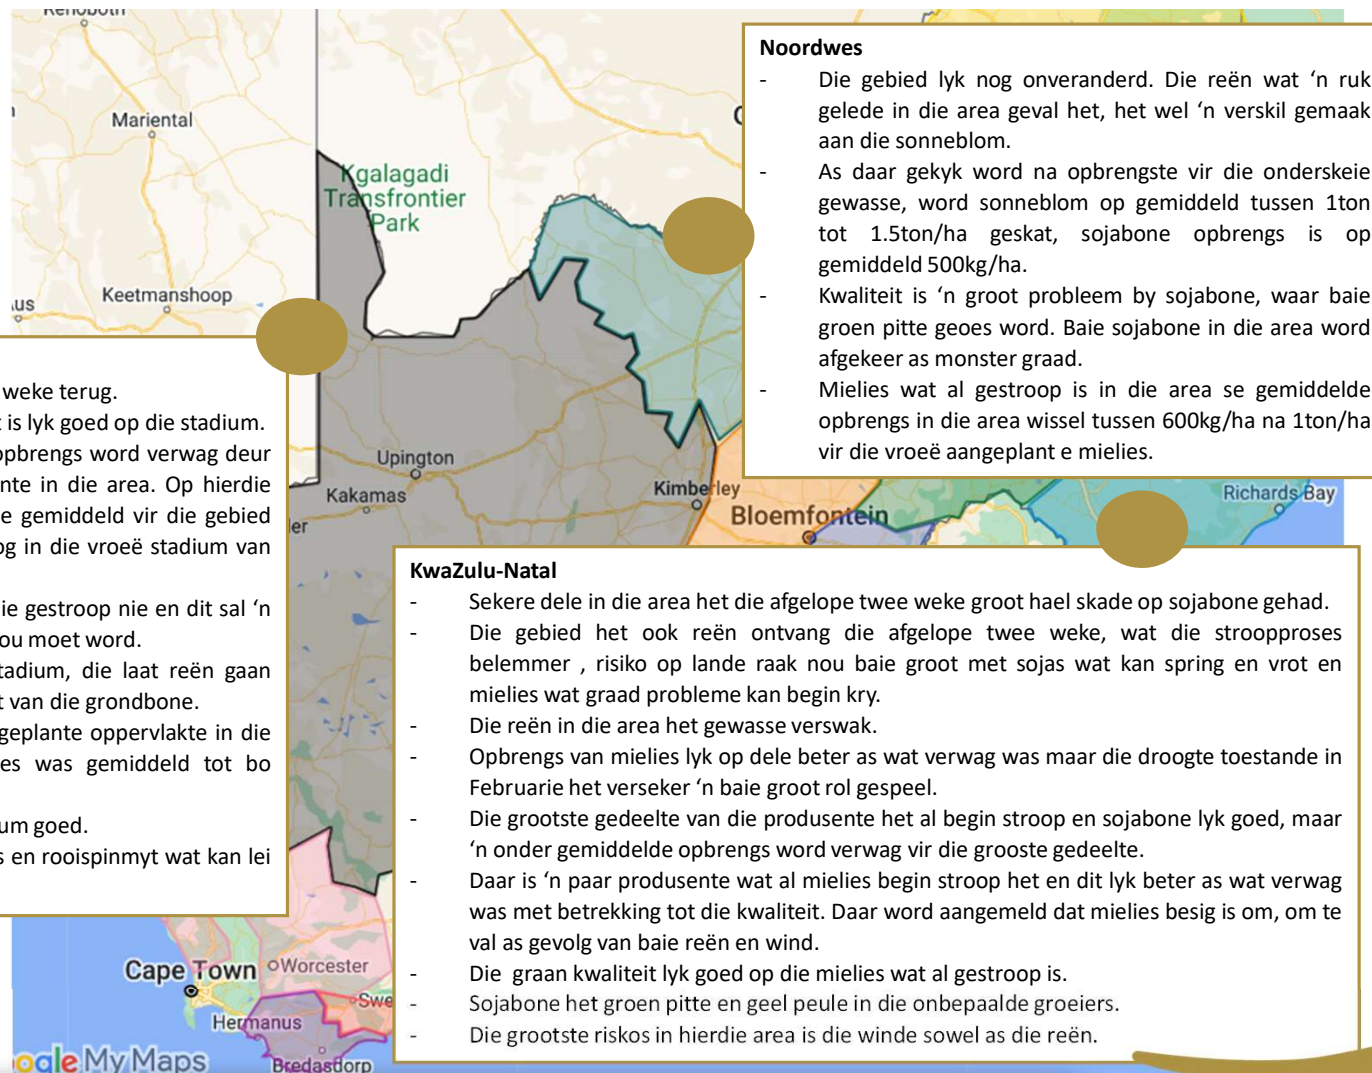 Mariental
Kgalagadi
Transfrontier
Park
Keetmanshoop
Noordwes
- Die gebied lyk nog onveranderd. Die reën wat ‘n ruk
gelede in die area geval het, het wel ‘n verskil gemaak
aan die sonneblom.
- As daar gekyk word na opbrengste vir die onderskeie
gewasse, word sonneblom op gemiddeld tussen 1ton
tot 1.5ton/ha geskat, sojabone opbrengs is op
gemiddeld 500kg/ha.
- Kwaliteit is ‘n groot probleem by sojabone, waar baie
groen pitte geoes word. Baie sojabone in die area word
afgekeer as monster graad.
- Mielies wat al gestroop is in die area se gemiddelde
opbrengs in die area wissel tussen 600kg/ha na 1ton/ha
vir die vroeë aangeplant e mielies.
weke terug.
is lyk goed op die stadium.
opbrengs word verwag deur
nte in die area. Op hierdie
e gemiddeld vir die gebied
og in die vroeë stadium van
ie gestroop nie en dit sal ‘n
ou moet word.
tadium, die laat reën gaan
t van die grondbone.
geplante oppervlakte in die
es was gemiddeld tot bo
um goed.
s en rooispinmyt wat kan lei
Upington
Kakamas
Kimberley
Bloemfontein
Richards Bay
KwaZulu-Natal
- Sekere dele in die area het die afgelope twee weke groot hael skade op sojabone gehad.
- Die gebied het ook reën ontvang die afgelope twee weke, wat die stroopproses
belemmer , risiko op lande raak nou baie groot met sojas wat kan spring en vrot en
mielies wat graad probleme kan begin kry.
- Die reën in die area het gewasse verswak.
- Opbrengs van mielies lyk op dele beter as wat verwag was maar die droogte toestande in
Februarie het verseker ‘n baie groot rol gespeel.
- Die grootste gedeelte van die produsente het al begin stroop en sojabone lyk goed, maar
‘n onder gemiddelde opbrengs word verwag vir die grooste gedeelte.
- Daar is ‘n paar produsente wat al mielies begin stroop het en dit lyk beter as wat verwag
was met betrekking tot die kwaliteit. Daar word aangemeld dat mielies besig is om, om te
val as gevolg van baie reën en wind.
- Die graan kwaliteit lyk goed op die mielies wat al gestroop is.
- Sojabone het groen pitte en geel peule in die onbepaalde groeiers.
- Die grootste riskos in hierdie area is die winde sowel as die reën.
Cape Town
Worcester
Swe
Hermanus
Bredasdorp
ogle My Maps